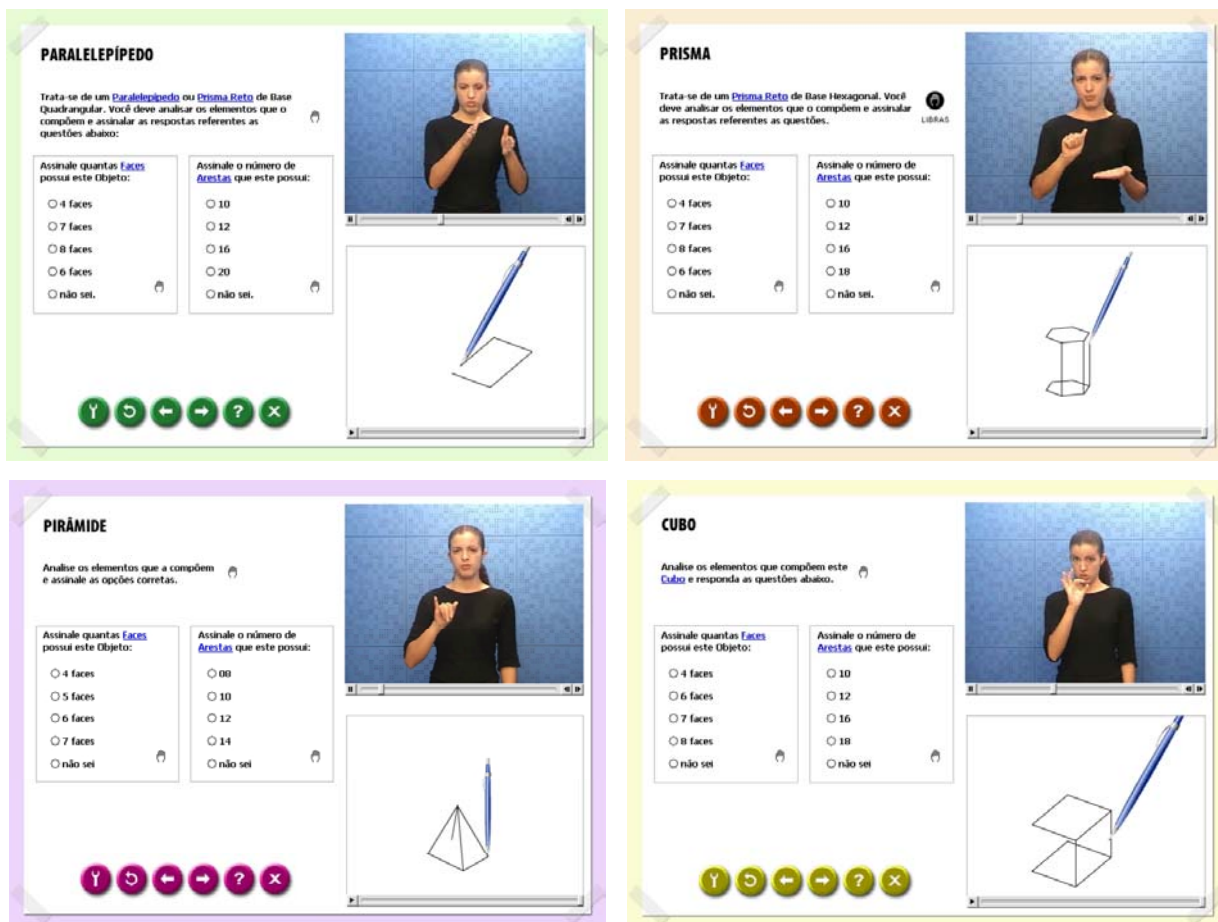 PARALELEPÍPEDO
Trata-se de um Paralelepípedo ou Prisma Reto de Base
Quadrangular. Você deve analisar os elementos que o
compõem e assinalar as respostas referentes as
questões abaixo:
Assinale quantas Faces
possui este Objeto:
4 faces
7 faces
8 faces
6 faces
não sei.
Assinale o número de
Arestas que este possui:
10
12
16
20
não sei.
?
PRISMA
Trata-se de um Prisma Reto de Base Hexagonal. Você
deve analisar os elementos que o compõem e assinalar
as respostas referentes as questões.
LIBRAS
Assinale quantas Faces
possui este Objeto:
4 faces
7 faces
8 faces
6 faces
não sei.
Assinale o número de
Arestas que este possui:
10
12
16
18
não sei.
?
PIRÂMIDE
Analise os elementos que a compõem
e assinale as opções corretas.
Assinale quantas Faces
possui este Objeto:
4 faces
5 faces
6 faces
7 faces
não sei
Assinale o número de
Arestas que este possui:
08
10
12
14
não sei
?
CUBO
Analise os elementos que compõem este
Cubo e responda as questões abaixo.
Assinale quantas Faces
possui este Objeto:
4 faces
6 faces
7 faces
8 faces
não sei
Assinale o número de
Arestas que este possui:
10
12
16
18
não sei
?